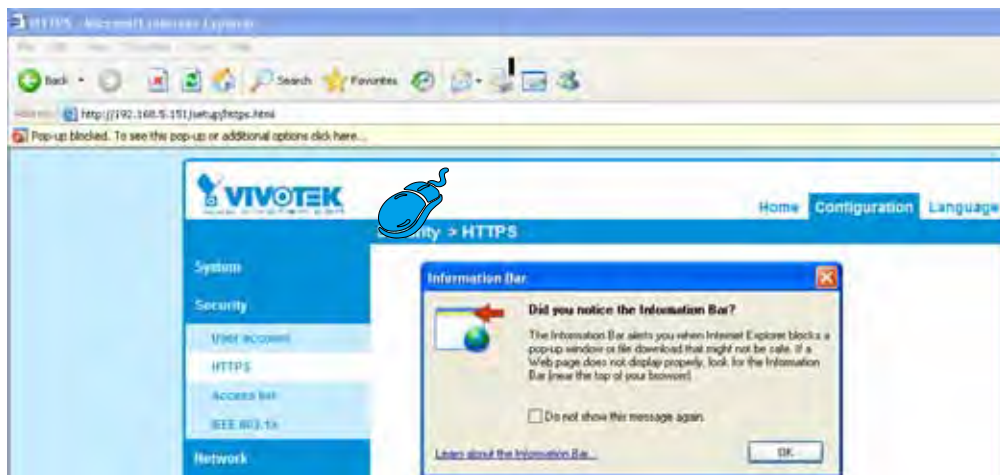 HTTPS - Microsoft Internet Explorer
Back
Search
Favorites
http://192.168.5.151/setup/https.html
Pop-up blocked. To see this pop-up or additional options click here...
VIVOTEK
Home Configuration Language
> HTTPS
System
Security
User account
HTTPS
Access list
IEEE 802.1x
Network
Information Bar
Did you notice the Information Bar?
The Information Bar alerts you when Internet Explorer blocks a
pop-up window or file download that might not be safe. If a
Web page does not display properly, look for the Information
Bar (near the top of your browser).
Do not show this message again.
Learn about the Information Bar...
OK